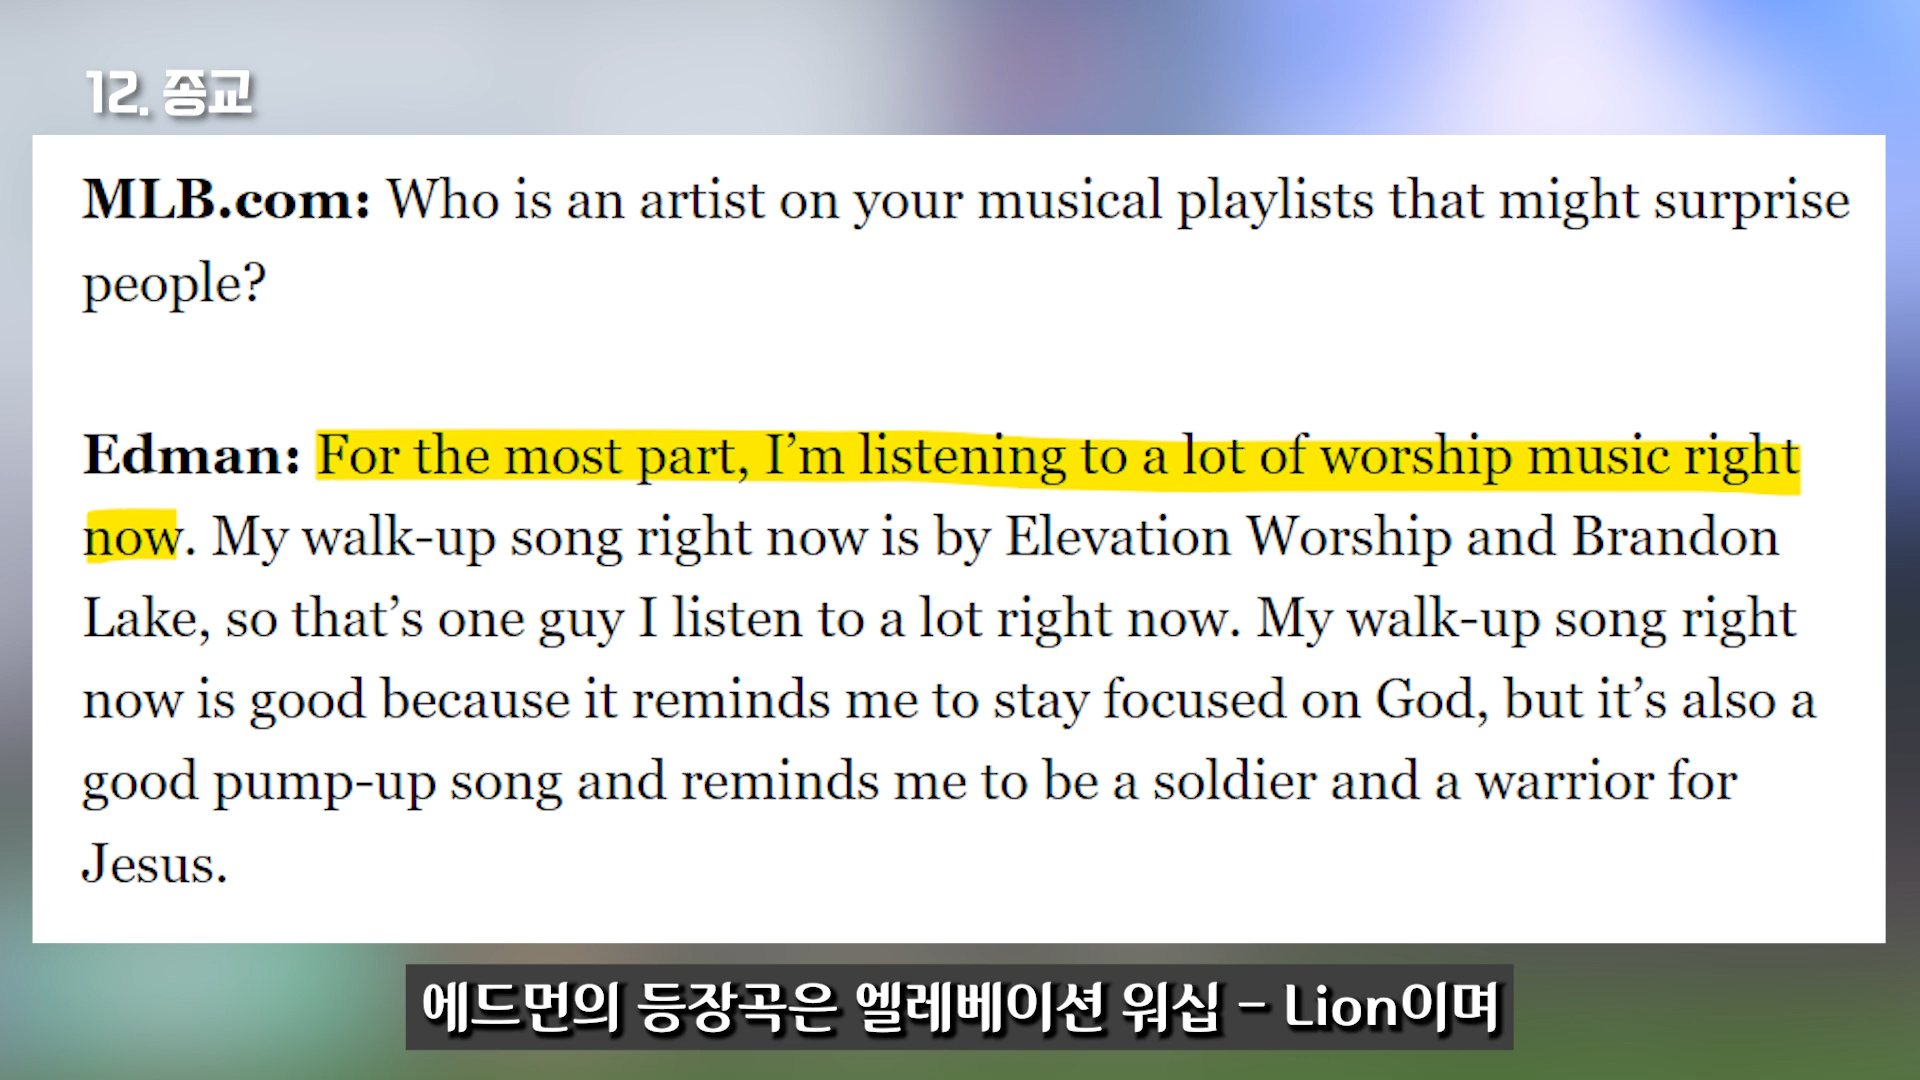 12. 종교
MLB.com: Who is an artist on your musical playlists that might surprise
people?
Edman: For the most part, I’m listening to a lot of worship music right
now. My walk-up song right now is by Elevation Worship and Brandon
Lake, so that’s one guy I listen to a lot right now. My walk-up song right
now is good because it reminds me to stay focused on God, but it’s also a
good pump-up song and reminds me to be a soldier and a warrior for
Jesus.
에드먼의 등장곡은 엘레베이션 워십 - Lion이며